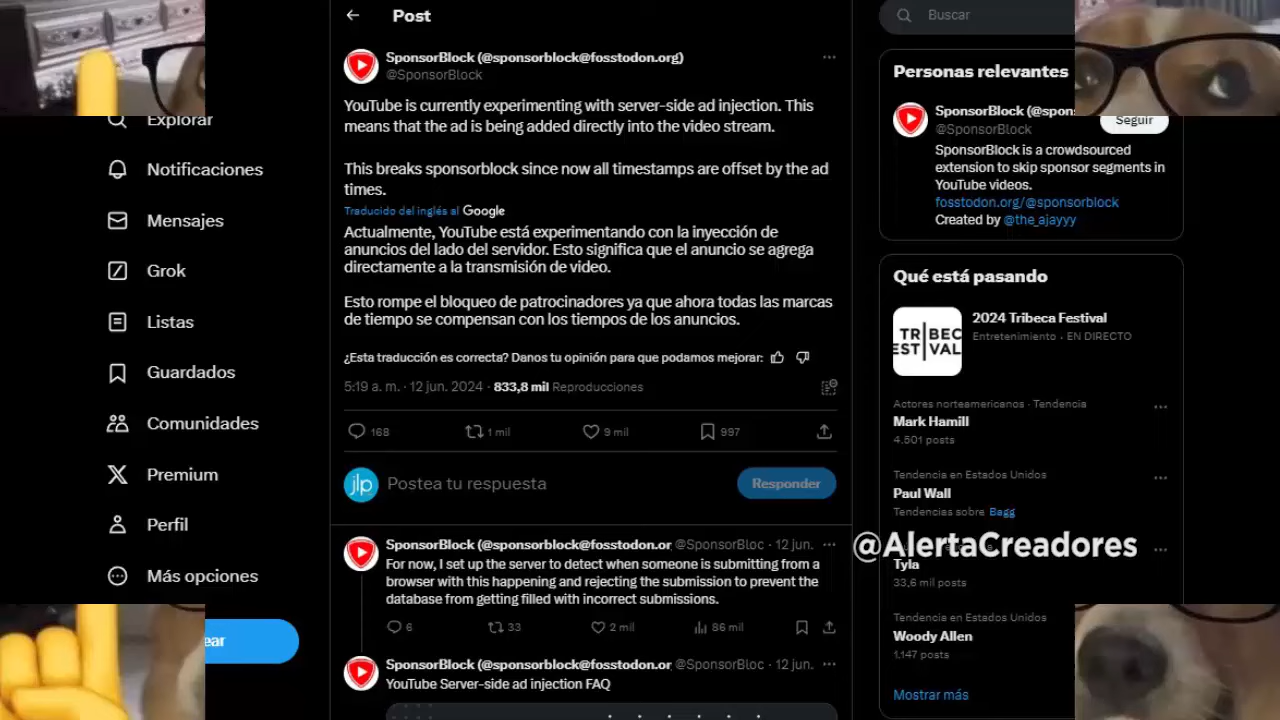 Post
Buscar
Explorar
Notificaciones
Mensajes
Grok
Listas
Guardados
Comunidades
Premium
Perfil
Más opciones
ear
SponsorBlock (@sponsorblock@fosstodon.org)
@SponsorBlock
YouTube is currently experimenting with server-side ad injection. This
means that the ad is being added directly into the video stream.
This breaks sponsorblock since now all timestamps are offset by the ad
times.
Traducido del inglés al Google
Actualmente, YouTube está experimentando con la inyección de
anuncios del lado del servidor. Esto significa que el anuncio se agrega
directamente a la transmisión de video.
Esto rompe el bloqueo de patrocinadores ya que ahora todas las marcas
de tiempo se compensan con los tiempos de los anuncios.
¿Esta traducción es correcta? Danos tu opinión para que podamos mejorar:
5:19 a. m. · 12 jun. 2024 · 833,8 mil Reproducciones
168 1 mil 9 mil 997
jlp Postea tu respuesta Responder
SponsorBlock (@sponsorblock@fosstodon.or @SponsorBloc · 12 jun.
For now, I set up the server to detect when someone is submitting from a
browser with this happening and rejecting the submission to prevent the
database from getting filled with incorrect submissions.
6 33 2 mil 86 mil
SponsorBlock (@sponsorblock@fosstodon.or @SponsorBloc · 12 jun.
YouTube Server-side ad injection FAQ
Personas relevantes
SponsorBlock (@spons
@SponsorBlock
Seguir
SponsorBlock is a crowdsourced
extension to skip sponsor segments in
YouTube videos.
fosstodon.org/@sponsorblock
Created by @the_ajayyy
Qué está pasando
TRIBEC
EST VAL
2024 Tribeca Festival
Entretenimiento · EN DIRECTO
Actores norteamericanos · Tendencia
Mark Hamill
4.501 posts
Tendencia en Estados Unidos
Paul Wall
Tendencias sobre Bagg
@AlertaCreadores
Tyla
33,6 mil posts
Tendencia en Estados Unidos
Woody Allen
1.147 posts
Mostrar más